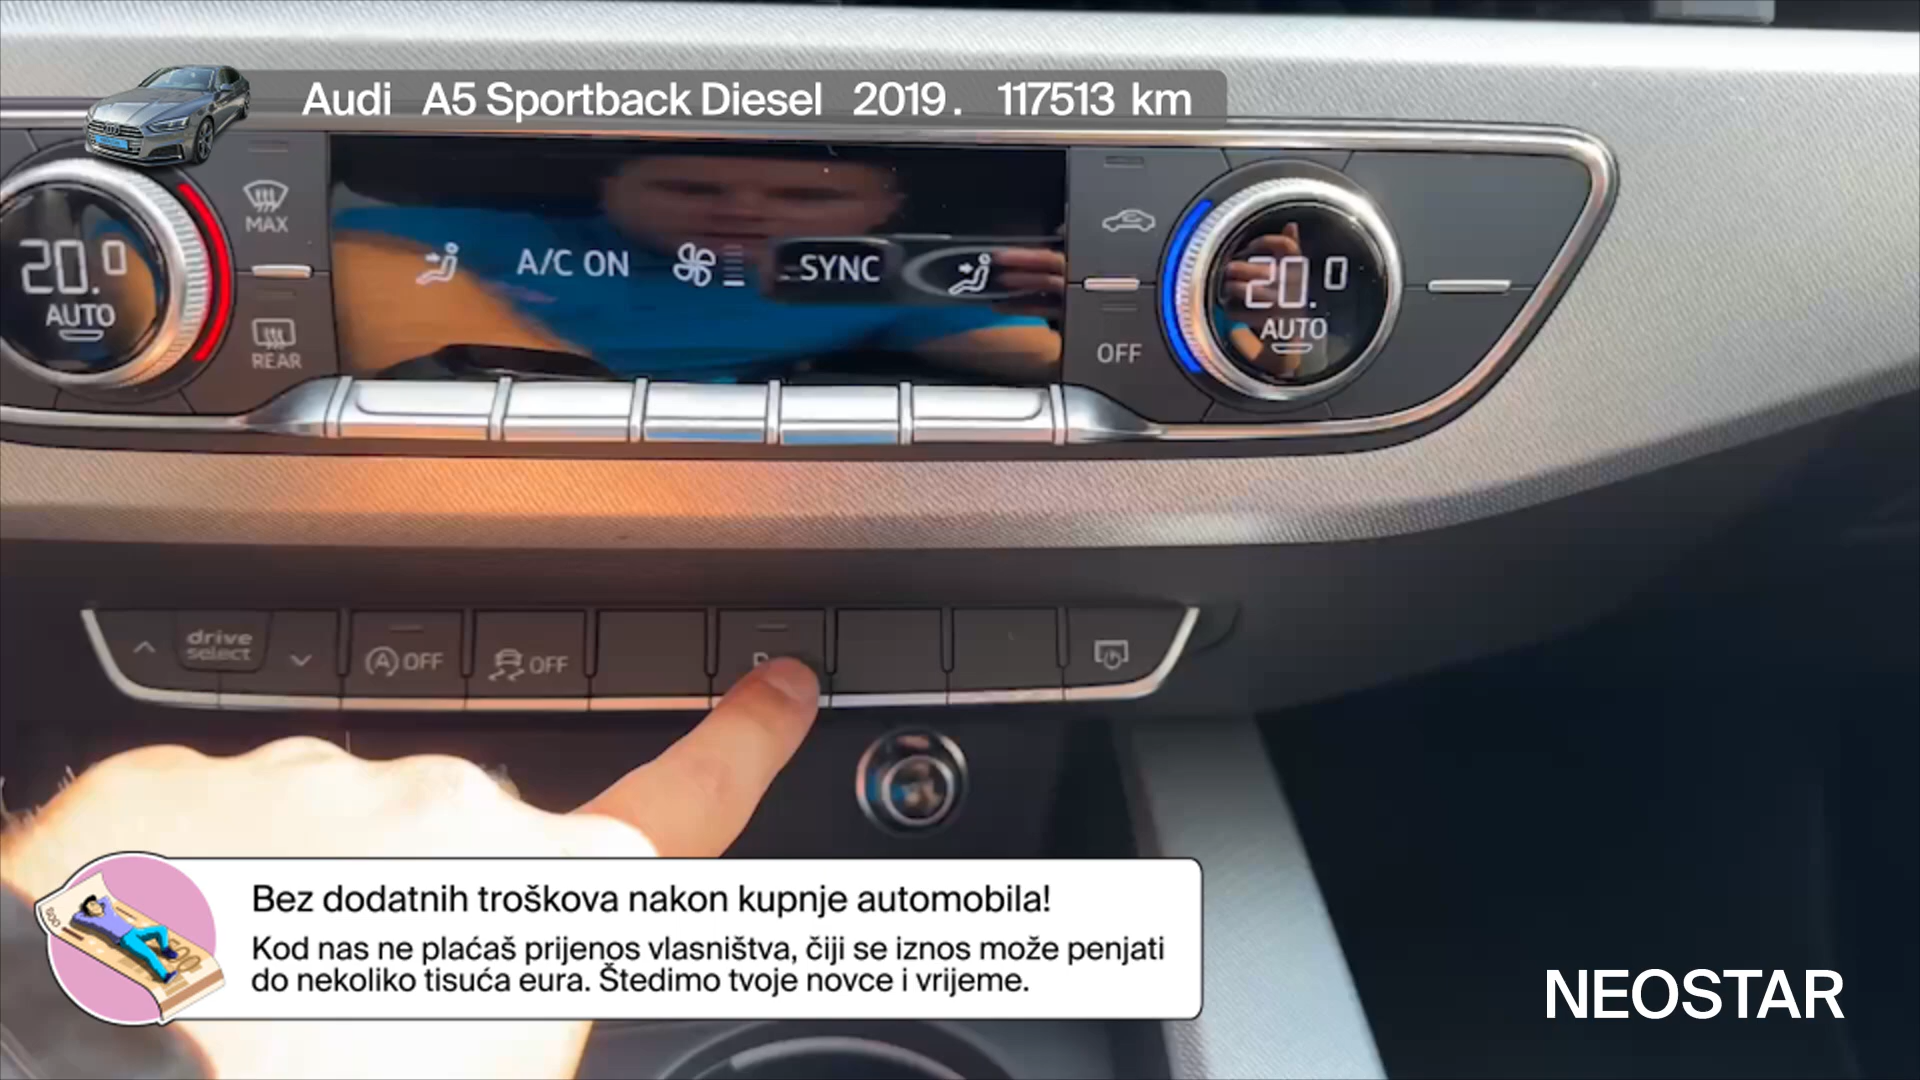 Audi A5 Sportback Diesel 2019. 117513 km
MAX
20.0
AUTO
REAR
A/C ON
SYNC
OFF
20.0
AUTO
drive
select
A OFF
OFF
Bez dodatnih troškova nakon kupnje automobila!
Kod nas ne plaćaš prijenos vlasništva, čiji se iznos može penjati
do nekoliko tisuća eura. Štedimo tvoje novce i vrijeme.
NEOSTAR